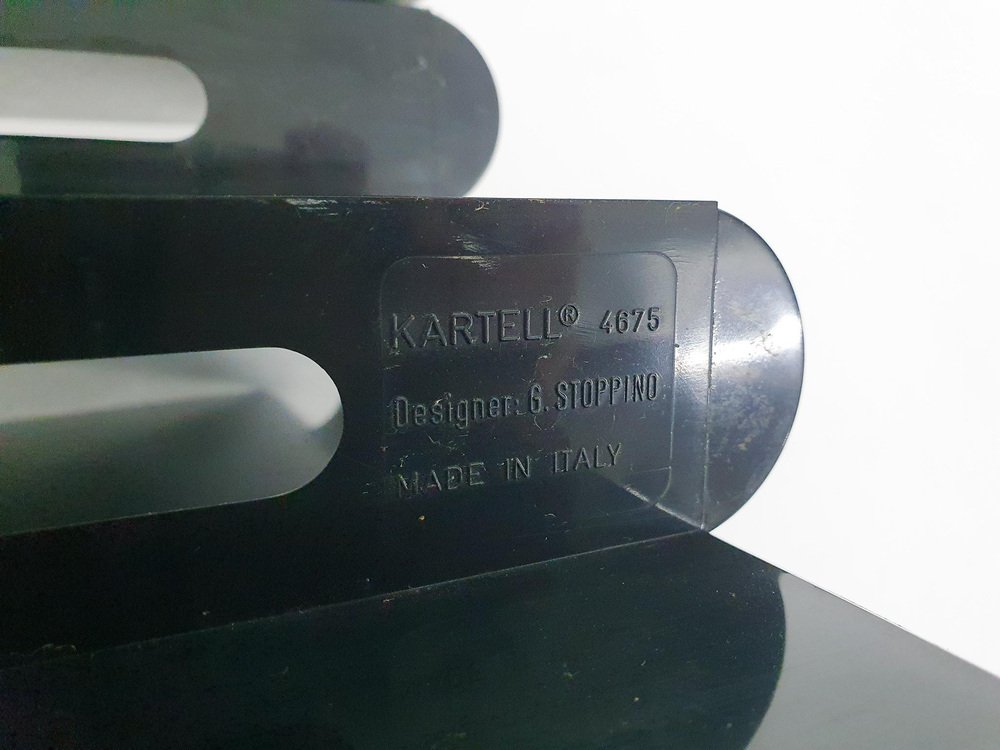 KARTELL® 4675
Designer: G. STOPPINO
MADE IN ITALY